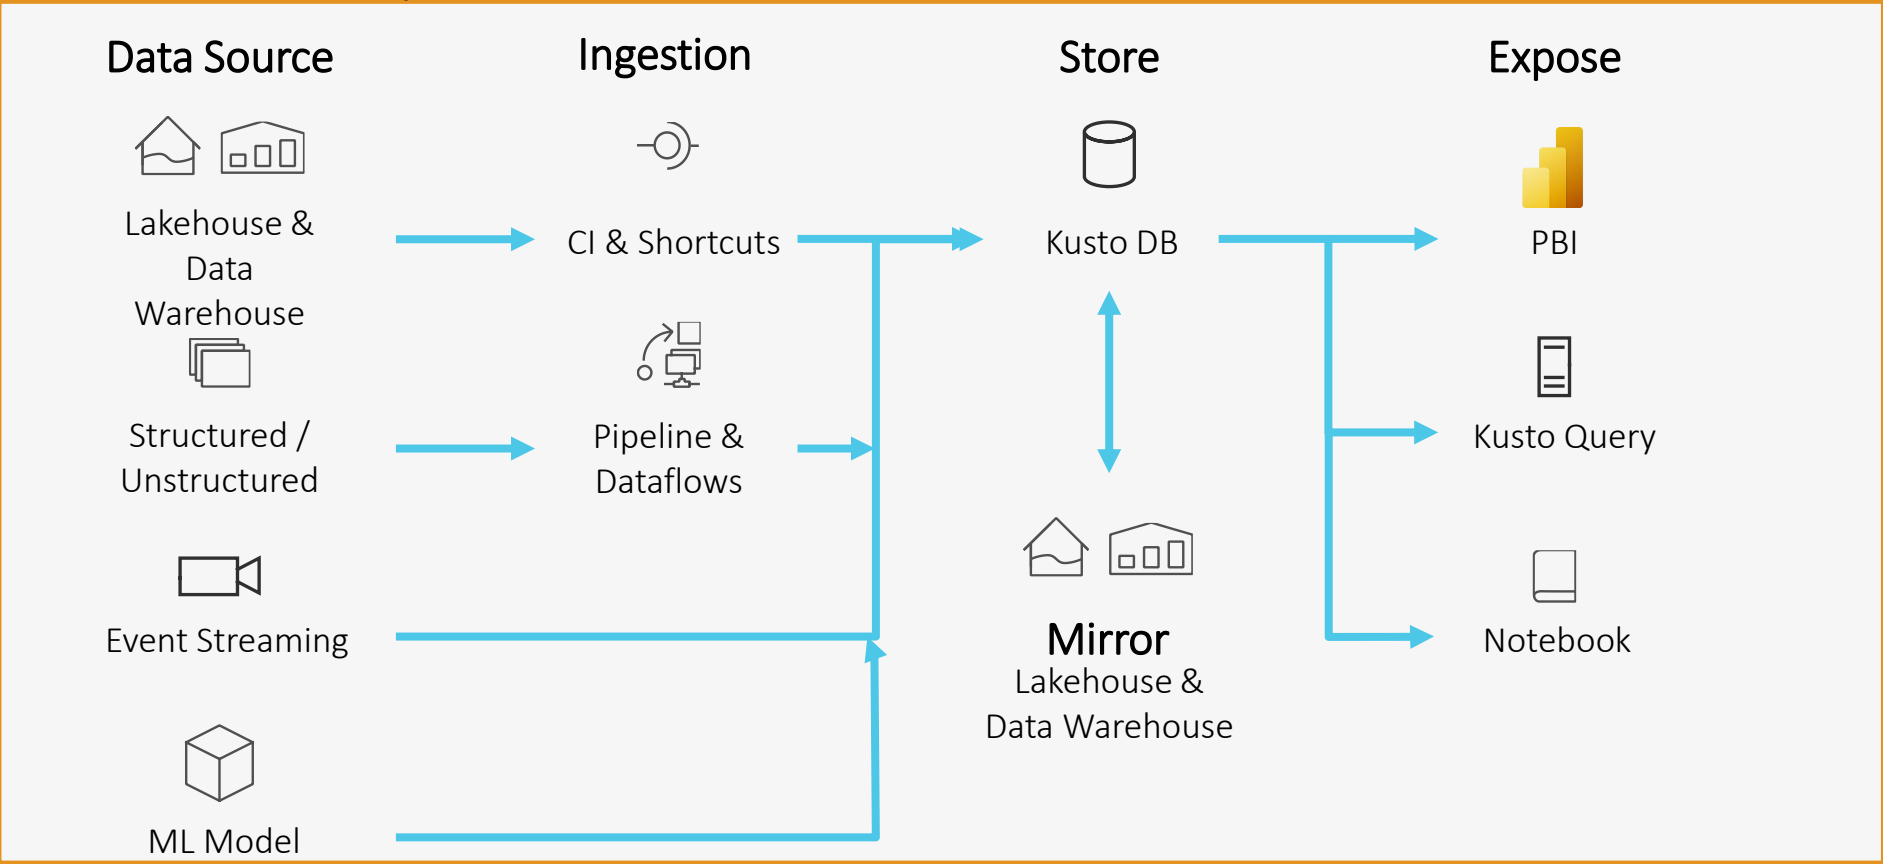 Data Source
Ingestion
Store
Expose
Lakehouse &
Data
Warehouse
CI & Shortcuts
Kusto DB
PBI
Structured /
Unstructured
Pipeline &
Dataflows
Kusto Query
Event Streaming
Mirror
Lakehouse &
Data Warehouse
Notebook
ML Model